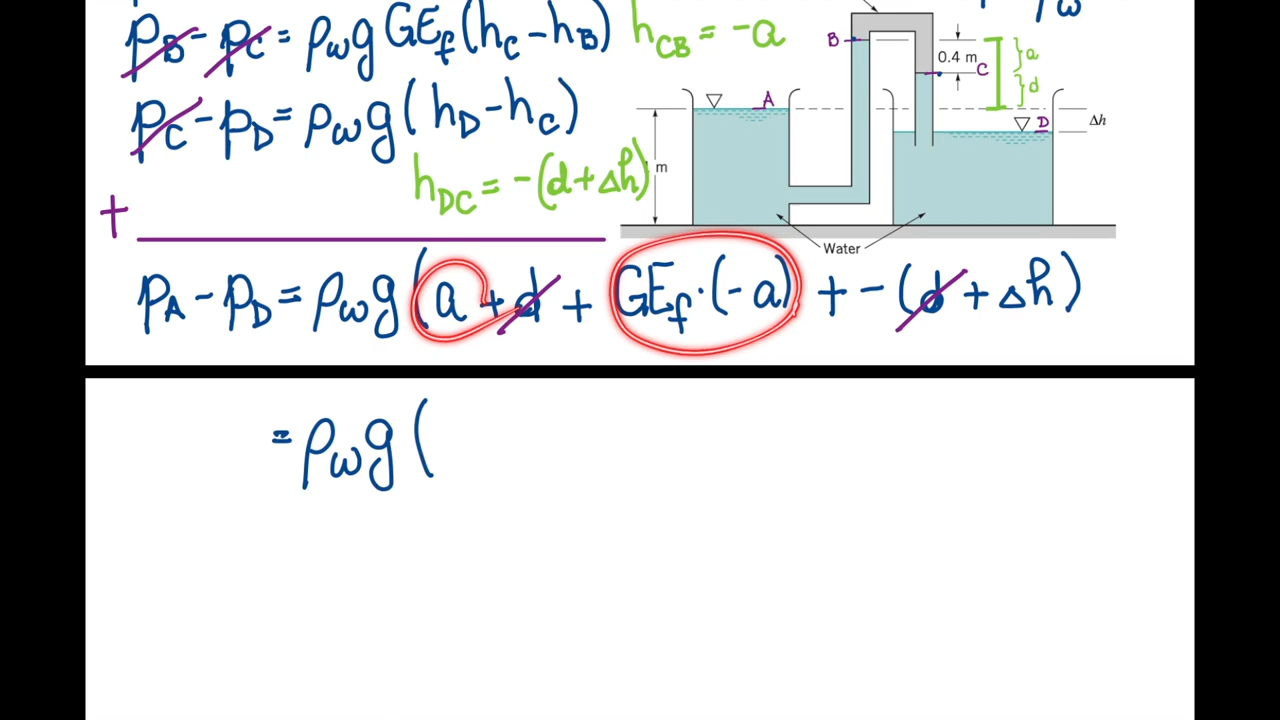 p_B - p_C = ρ_w g GE_f (h_C - h_B) h_CB = -a
p_C - p_D = ρ_w g (h_D - h_C)
h_DC = -(d + Δh)
+
p_A - p_D = ρ_w g (a + d + GE_f · (-a) + -(d + Δh)
= ρ_w g (
ρ_w
B
0.4 m
C
a
d
A
D
Δh
m
Water